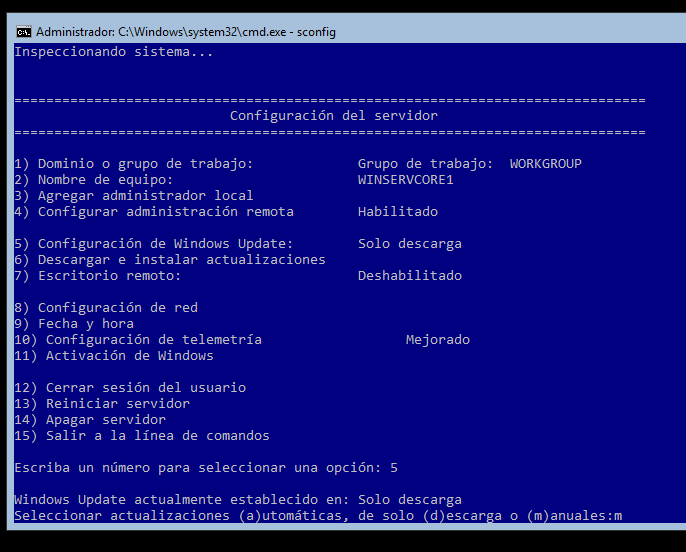 Administrador: C:\Windows\system32\cmd.exe - sconfig
Inspeccionando sistema...
===============================================================================
Configuración del servidor
===============================================================================
1) Dominio o grupo de trabajo: Grupo de trabajo: WORKGROUP
2) Nombre de equipo: WINSERVCORE1
3) Agregar administrador local
4) Configurar administración remota Habilitado
5) Configuración de Windows Update: Solo descarga
6) Descargar e instalar actualizaciones
7) Escritorio remoto: Deshabilitado
8) Configuración de red
9) Fecha y hora
10) Configuración de telemetría Mejorado
11) Activación de Windows
12) Cerrar sesión del usuario
13) Reiniciar servidor
14) Apagar servidor
15) Salir a la línea de comandos
Escriba un número para seleccionar una opción: 5
Windows Update actualmente establecido en: Solo descarga
Seleccionar actualizaciones (a)utomáticas, de solo (d)escarga o (m)anuales:m